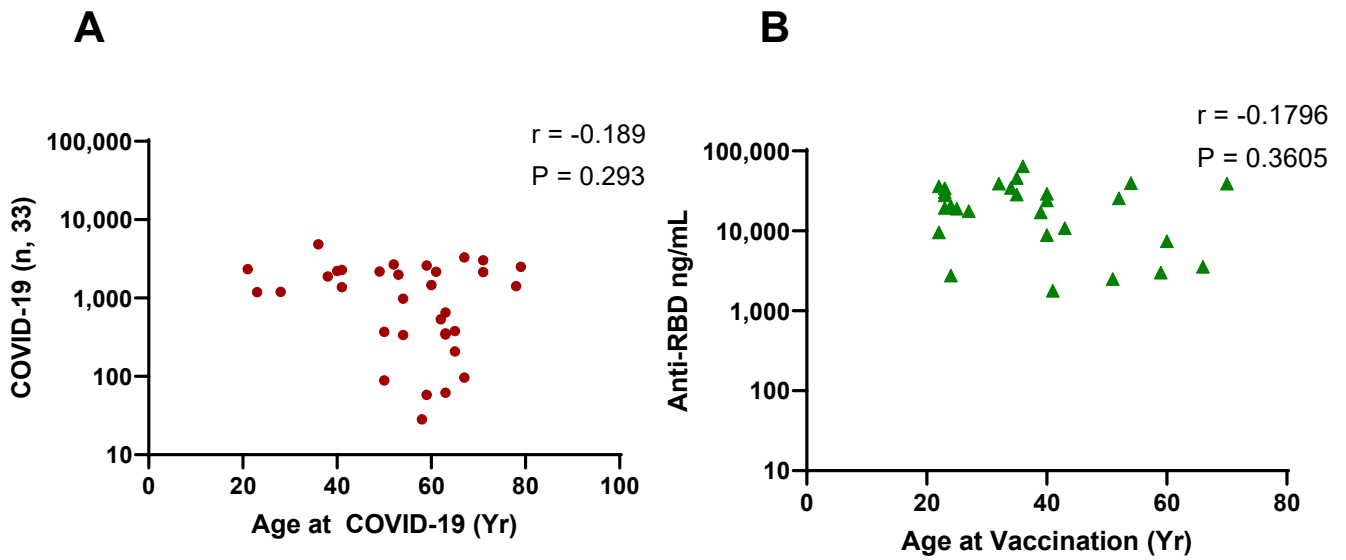 A
r = -0.189
P = 0.293
COVID-19 (n, 33)
100,000
10,000
1,000
100
10
0 20 40 60 80 100
Age at COVID-19 (Yr)
B
r = -0.1796
P = 0.3605
Anti-RBD ng/mL
100,000
10,000
1,000
100
10
0 20 40 60 80
Age at Vaccination (Yr)